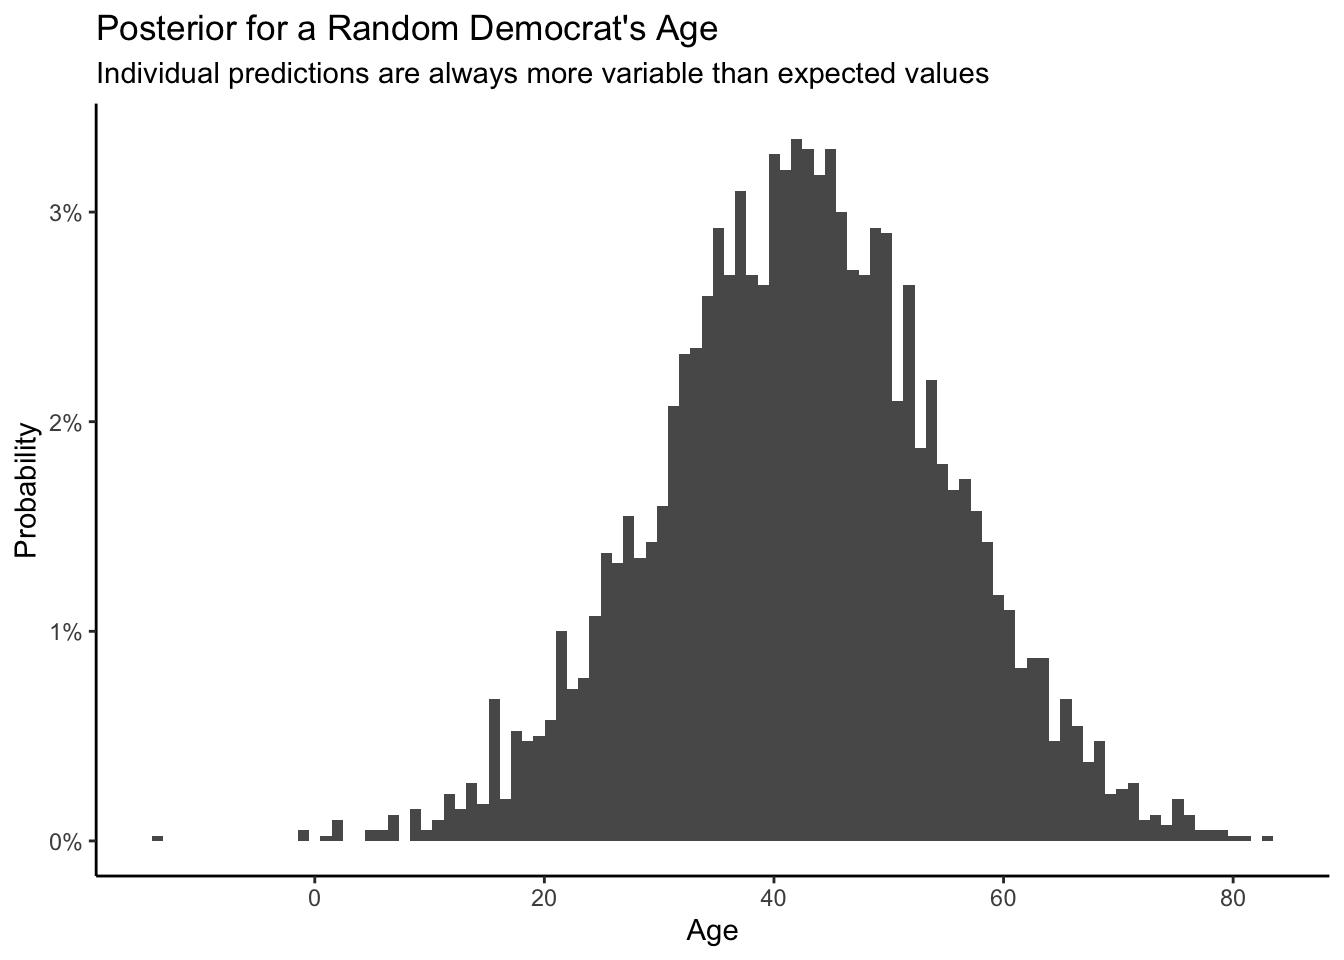 Posterior for a Random Democrat's Age
Individual predictions are always more variable than expected values
3%
2%
1%
0%
Probability
0 20 40 60 80
Age